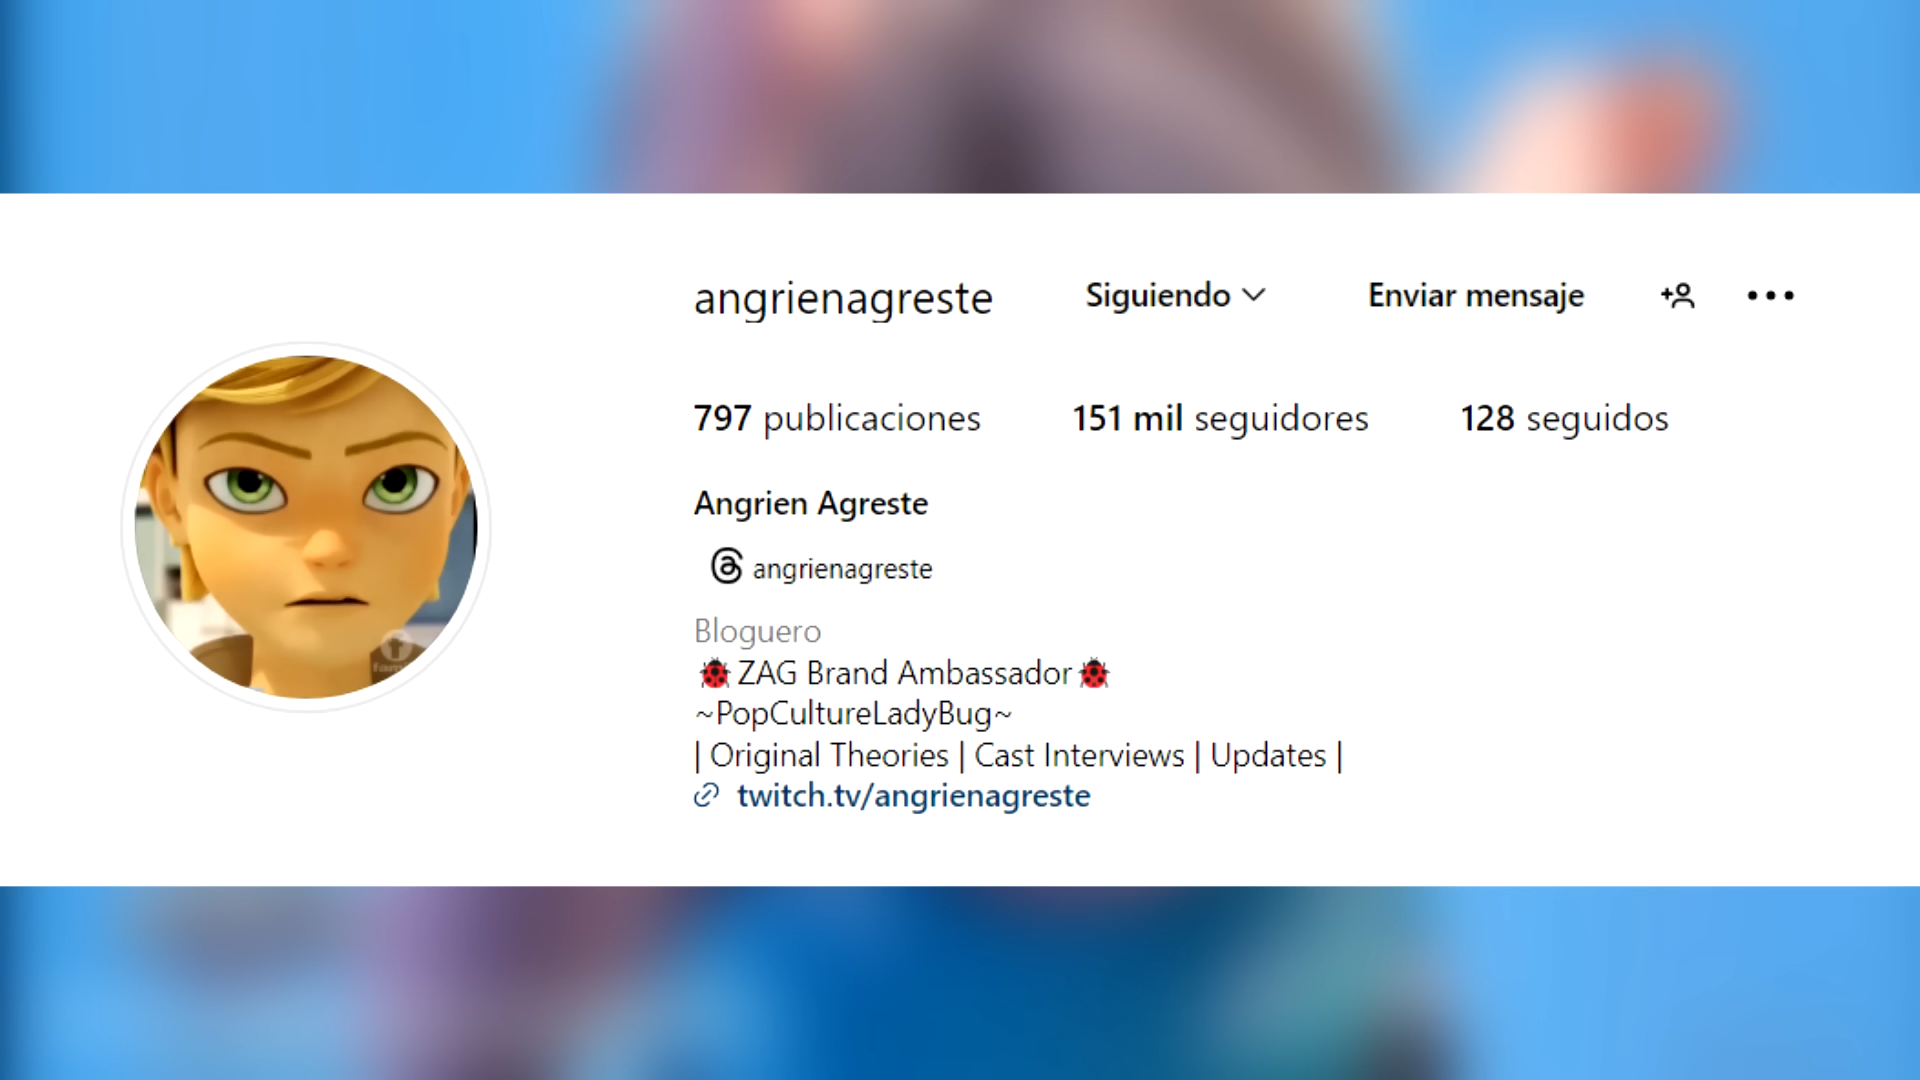 angrienagreste Siguiendo Enviar mensaje
797 publicaciones 151 mil seguidores 128 seguidos
Angrien Agreste
angrienagreste
Bloguero
🐞ZAG Brand Ambassador🐞
~PopCultureLadyBug~
| Original Theories | Cast Interviews | Updates |
twitch.tv/angrienagreste